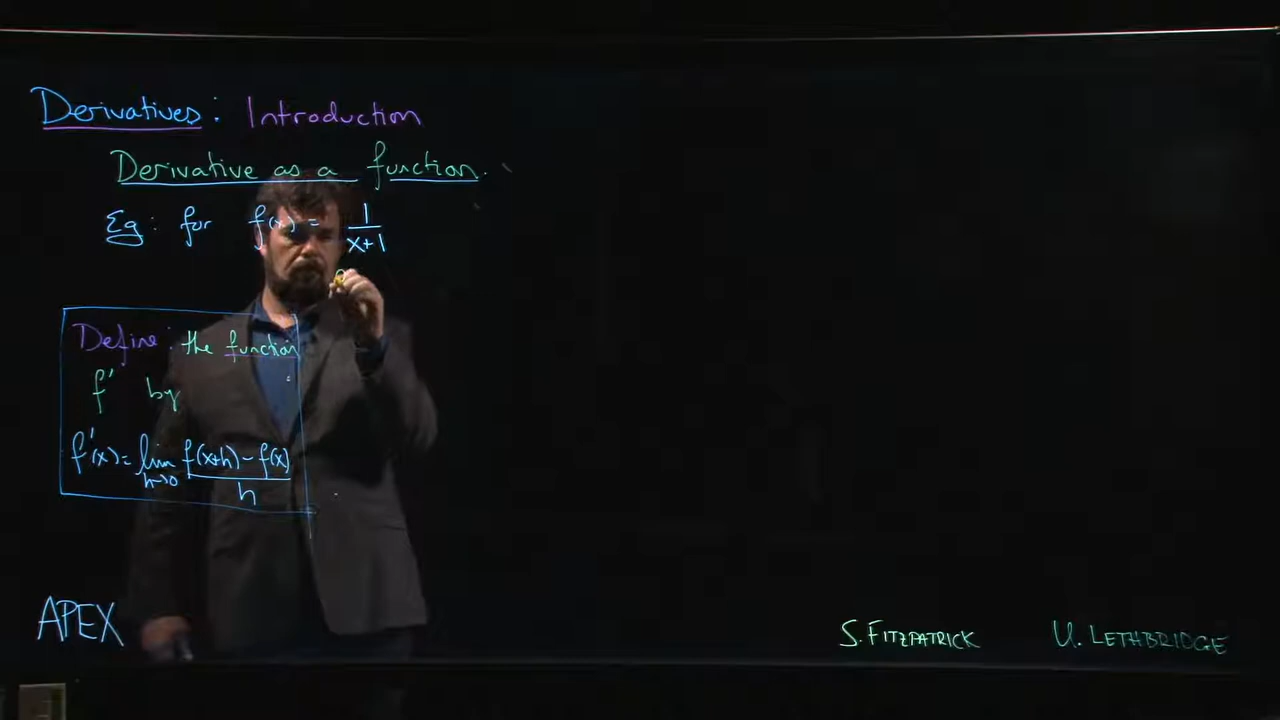 Derivatives: Introduction
Derivative as a function.
Eg: for f(x) = 1/(x+1)
Define: the function
f' by
f'(x) = lim h→0 (f(x+h) - f(x))/h
APEX
S. FITZPATRICK
U. LETHBRIDGE